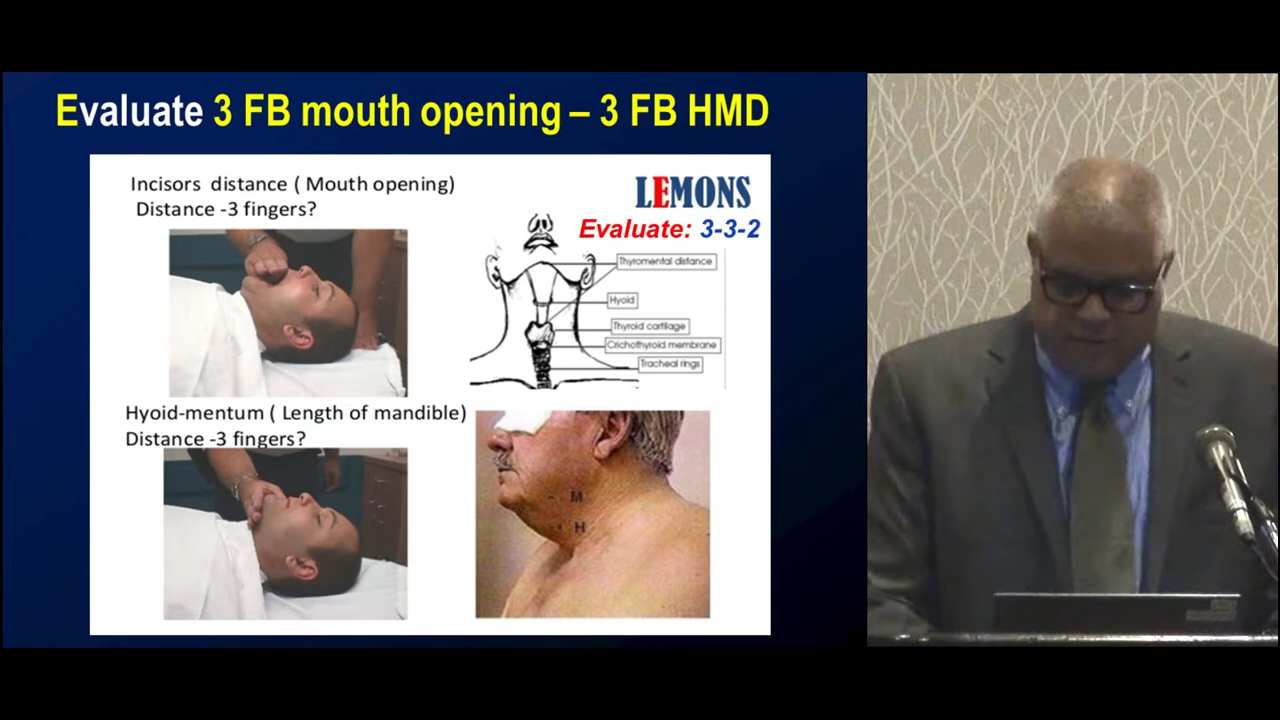 Evaluate 3 FB mouth opening – 3 FB HMD
Incisors distance ( Mouth opening)
Distance -3 fingers?
LEMONS
Evaluate: 3-3-2
Thyromental distance
Hyoid
Thyroid cartilage
Crichothyroid membrane
Tracheal rings
Hyoid-mentum ( Length of mandible)
Distance -3 fingers?
M
H